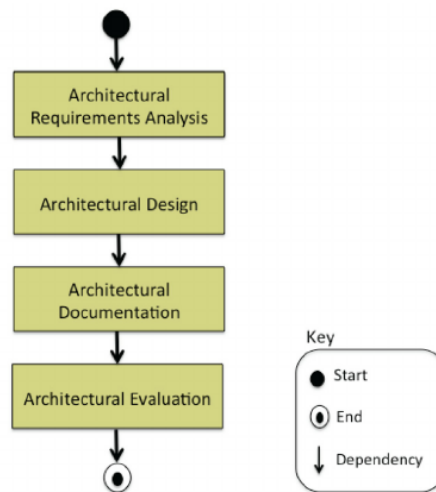 Architectural
Requirements Analysis
Architectural Design
Architectural
Documentation
Architectural Evaluation
Key
Start
End
Dependency